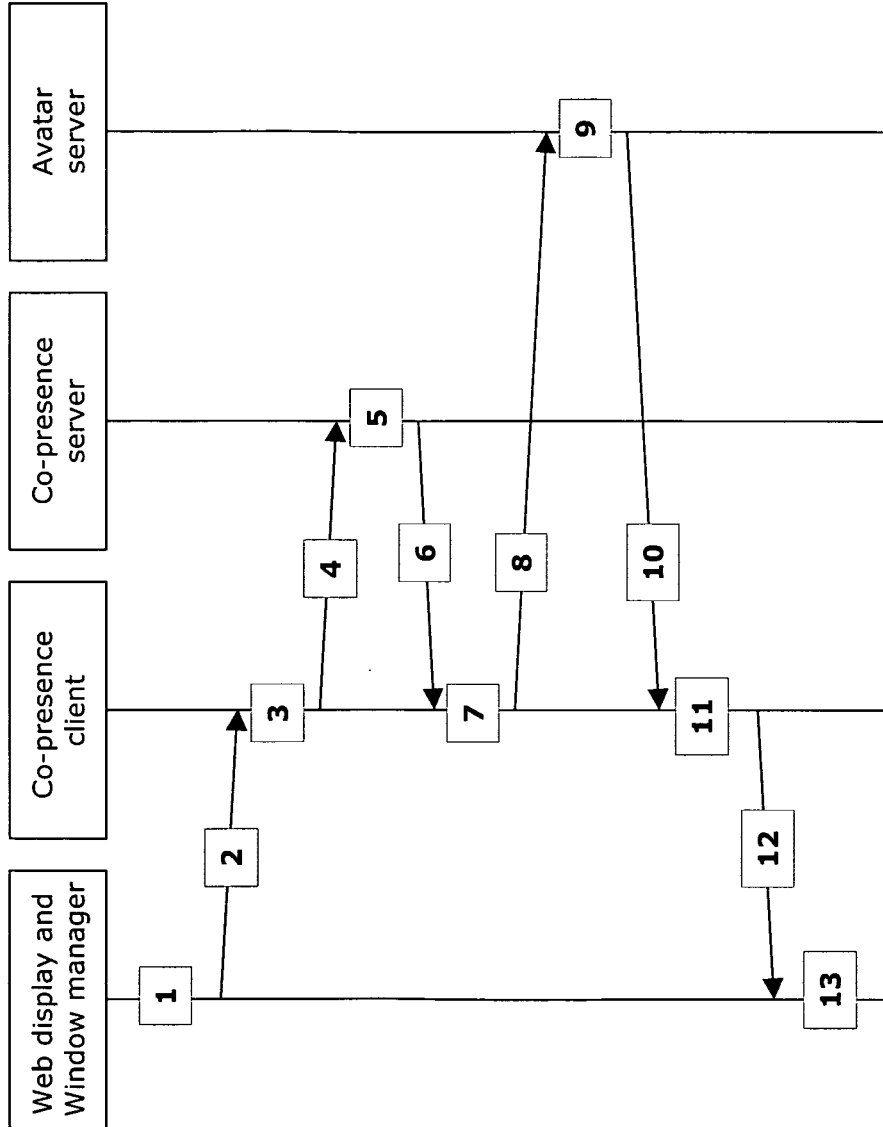 Web display and
Window manager
Co-presence
client
Co-presence
server
Avatar
server
1
2
3
4
5
6
7
8
9
10
11
12
13